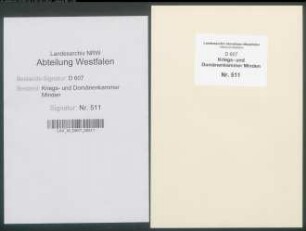 Landesarchiv NRW
Abteilung Westfalen
Bestands-Signatur: D 607
Bestand: Kriegs- und Domänenkammer
Minden
Signatur: Nr. 511
Landesarchiv Nordrhein-Westfalen
D 607
Kriegs- und
Domänenkammer Minden
Nr. 511